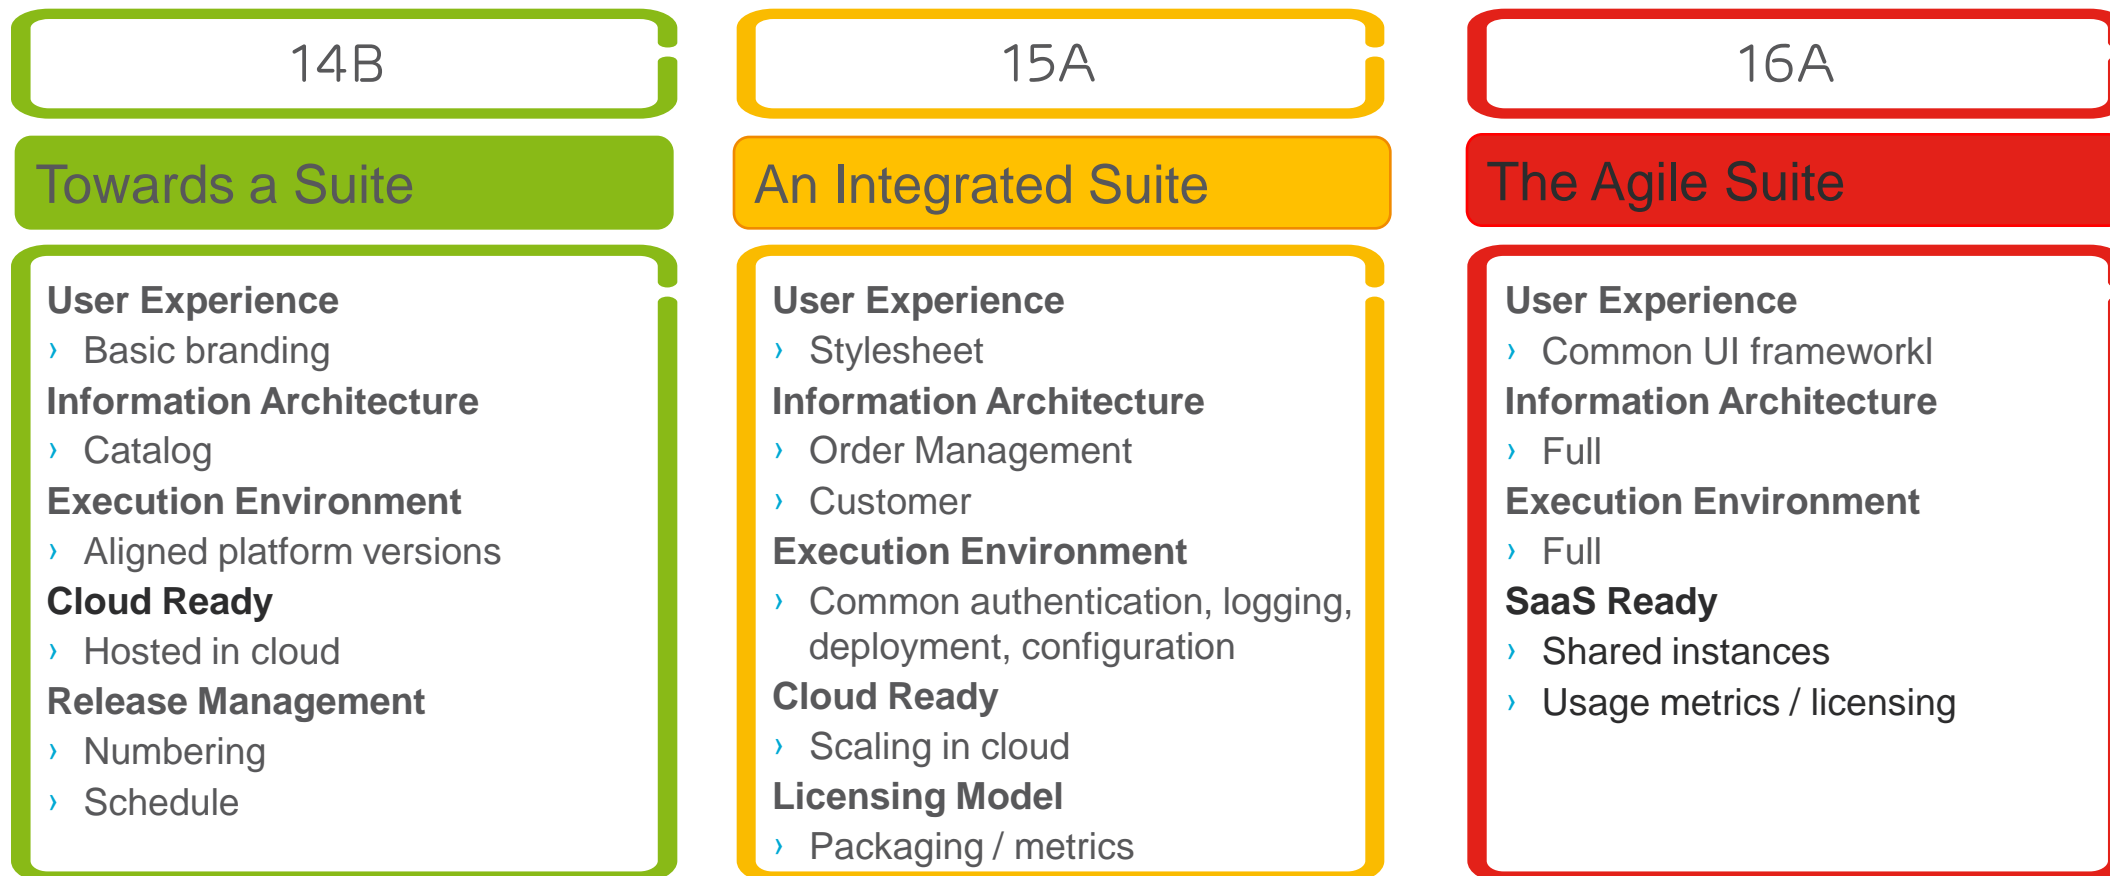 14B
Towards a Suite
User Experience
› Basic branding
Information Architecture
› Catalog
Execution Environment
› Aligned platform versions
Cloud Ready
› Hosted in cloud
Release Management
› Numbering
› Schedule
15A
An Integrated Suite
User Experience
› Stylesheet
Information Architecture
› Order Management
› Customer
Execution Environment
› Common authentication, logging,
deployment, configuration
Cloud Ready
› Scaling in cloud
Licensing Model
› Packaging / metrics
16A
The Agile Suite
User Experience
› Common UI frameworkl
Information Architecture
› Full
Execution Environment
› Full
SaaS Ready
› Shared instances
› Usage metrics / licensing